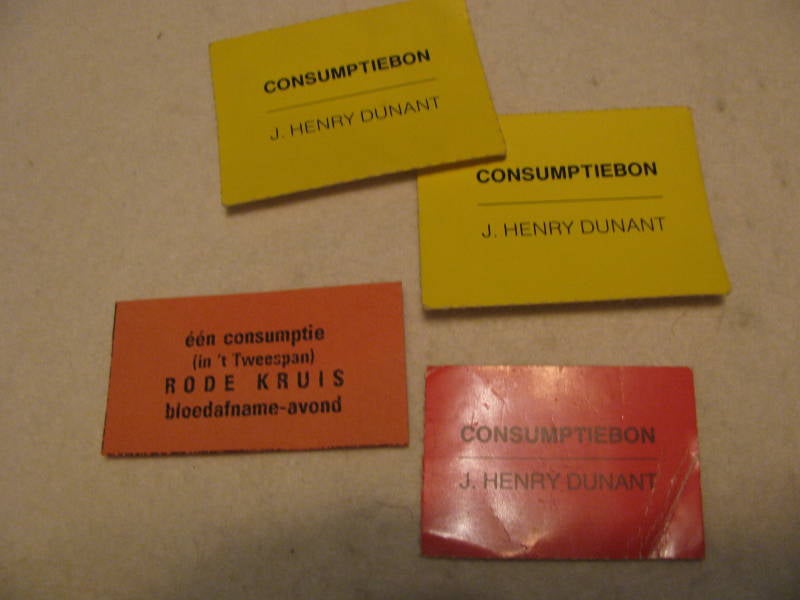 CONSUMPTIEBON
J. HENRY DUNANT
CONSUMPTIEBON
J. HENRY DUNANT
één consumptie
(in 't Tweespan)
RODE KRUIS
bloedafname-avond
CONSUMPTIEBON
J. HENRY DUNANT